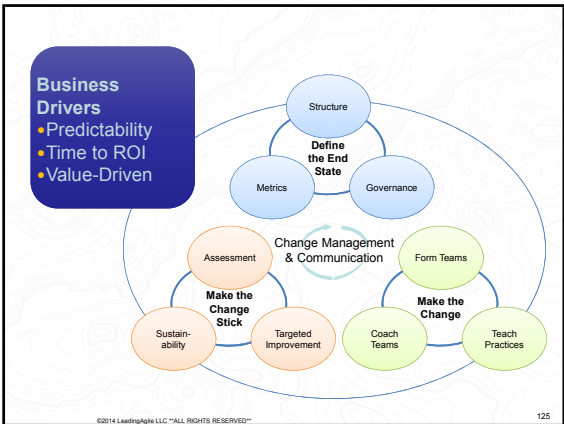 Business
Drivers
•Predictability
•Time to ROI
•Value-Driven
Structure
Define
the End
State
Metrics
Governance
Change Management
& Communication
Assessment
Make the
Change
Stick
Sustain-
ability
Targeted
Improvement
Form Teams
Make the
Change
Coach
Teams
Teach
Practices
©2014 LeadingAgile LLC **ALL RIGHTS RESERVED**
125